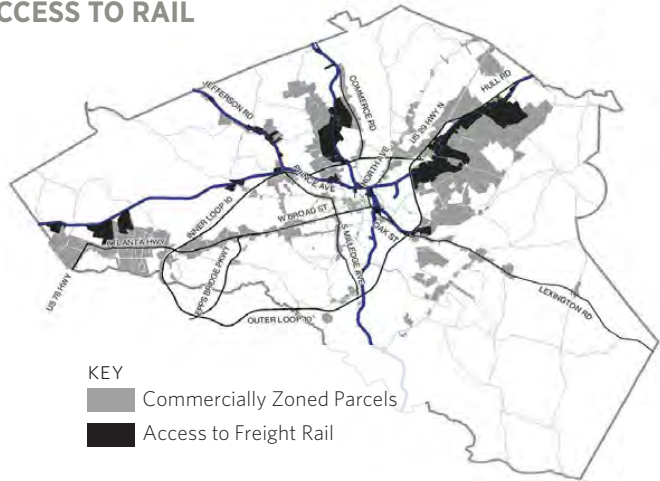 CCESS TO RAIL
JEFFERSON RD
COMMERCE RD
HULL RD
US 29 HWY N
NORTH AVE
PRINCE AVE
INNER LOOP 10
W BROAD ST
OAK ST
S MILLEDGE AVE
ATLANTA HWY
EPPS BRIDGE PKWY
US 78 HWY
OUTER LOOP 10
LEXINGTON RD
KEY
Commercially Zoned Parcels
Access to Freight Rail